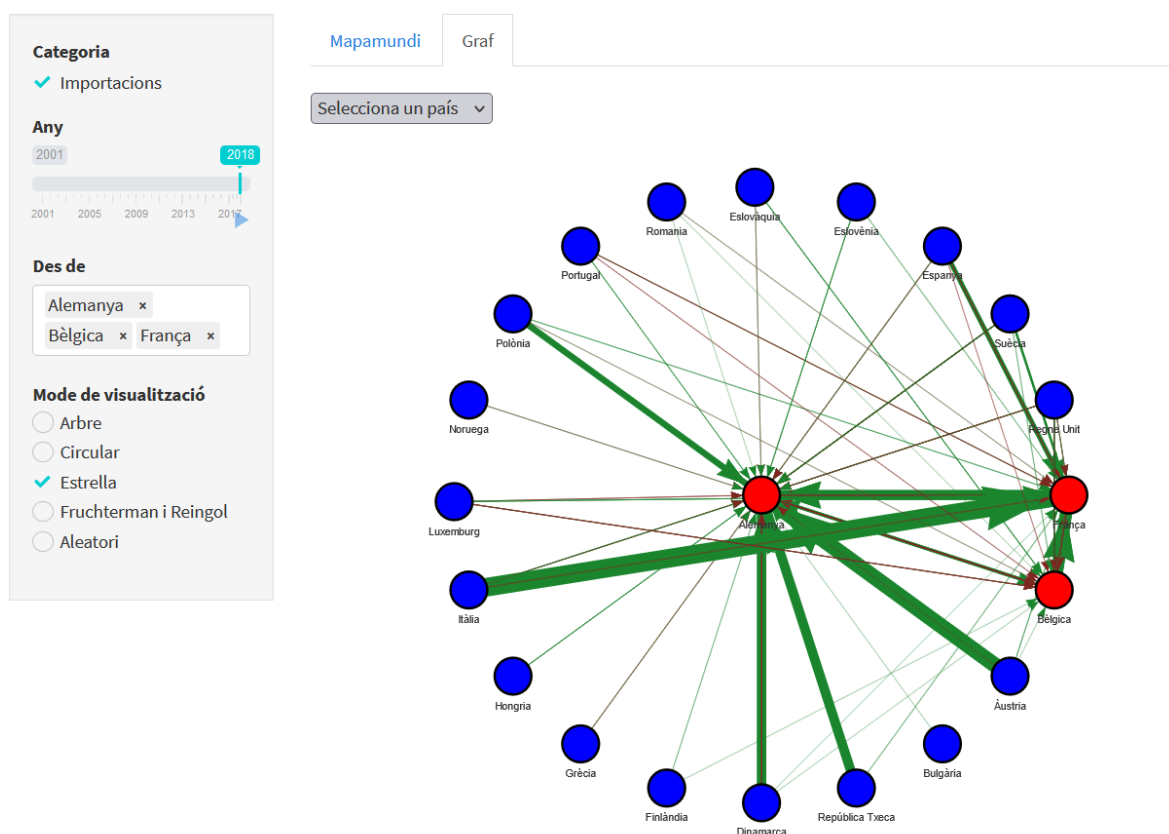 Categoria
Importacions
Any
2001
2018
2001 2005 2009 2013 2017
Des de
Alemanya ×
Bèlgica × França ×
Mode de visualització
Arbre
Circular
Estrella
Fruchterman i Reingol
Aleatori
Mapamundi Graf
Selecciona un país
Eslovàquia
Romania
Eslovènia
Portugal
Espanya
Polònia
Suècia
Noruega
Regne Unit
Luxemburg
Alemanya
França
Itàlia
Bèlgica
Hongria
Àustria
Grècia
Bulgària
Finlàndia
República Txeca
Dinamarca